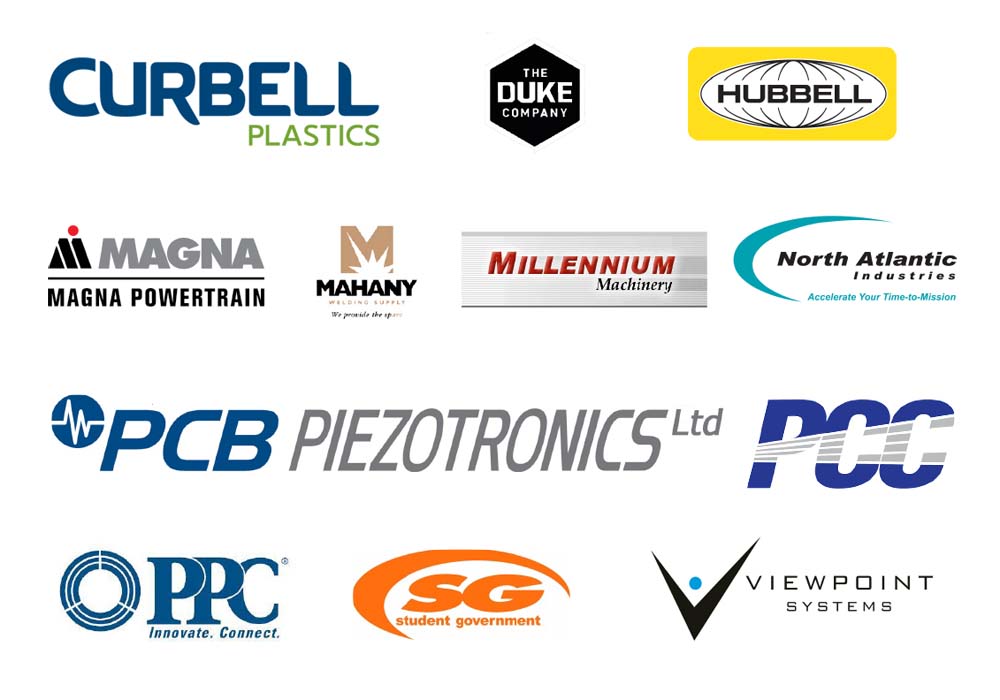 CURBELL
PLASTICS
THE
DUKE
COMPANY
HUBBELL
MAGNA
MAGNA POWERTRAIN
MAHANY
WELDING SUPPLY
We provide the spark
MILLENNIUM
Machinery
North Atlantic
Industries
Accelerate Your Time-to-Mission
PCB PIEZOTRONICS Ltd
PCC
PPC®
Innovate. Connect.
SG
student government
VIEWPOINT
SYSTEMS